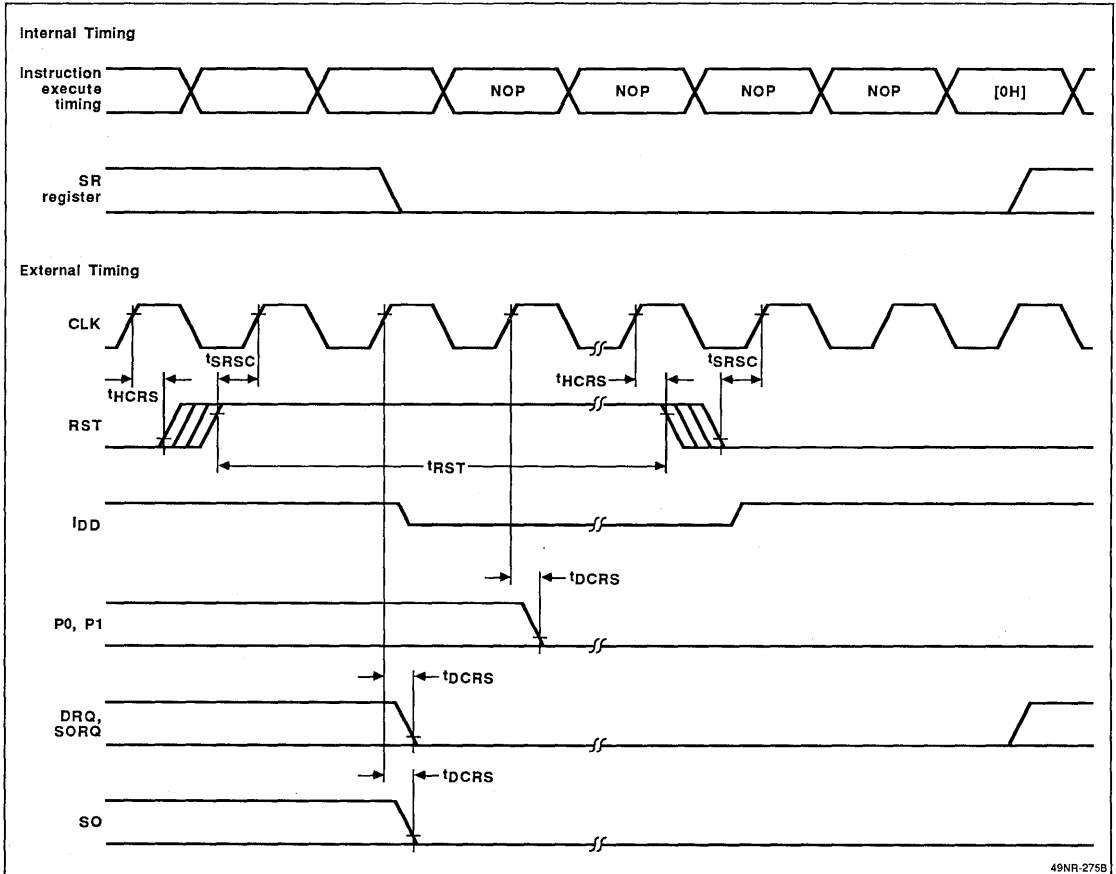 Internal Timing
Instruction
execute
timing
NOP
NOP
NOP
NOP
[0H]
SR
register
External Timing
CLK
tSRSC
tSRSC
tHCRS
tHCRS
RST
tRST
IDD
tDCRS
P0, P1
tDCRS
DRQ,
SORQ
tDCRS
SO
49NR-275B